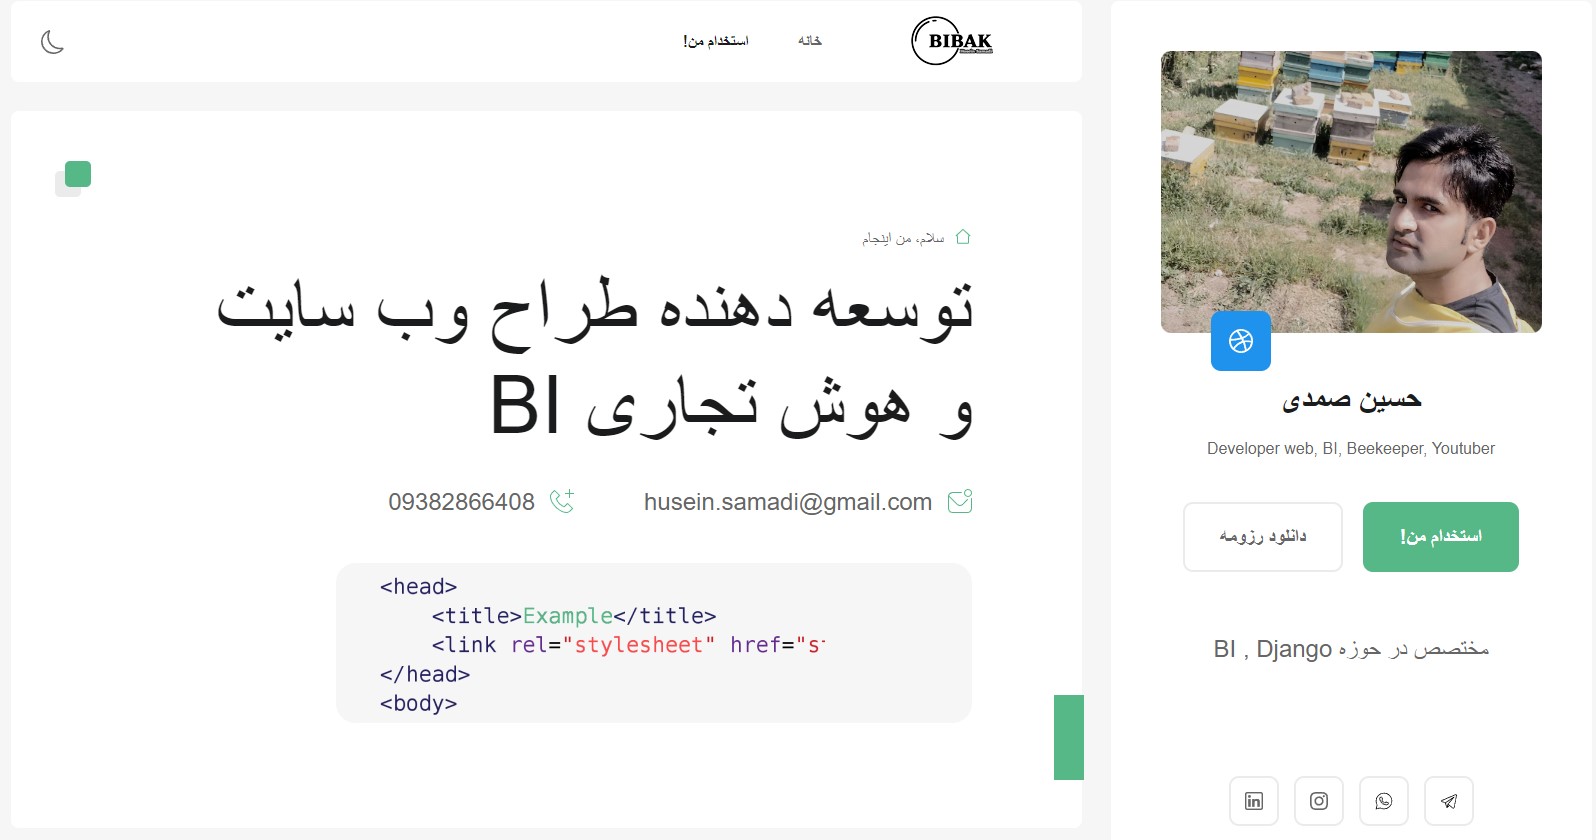 BIBAK
خانه
استخدام من!
سلام، من اینجام
توسعه دهنده طراح وب سایت
و هوش تجاری BI
husein.samadi@gmail.com
09382866408
<head>
    <title>Example</title>
    <link rel="stylesheet" href="s
</head>
<body>
حسین صمدی
Developer web, BI, Beekeeper, Youtuber
استخدام من!
دانلود رزومه
مختصص در حوزه BI , Django